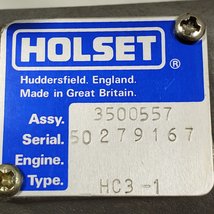 HOLSET®
Huddersfield. England.
Made in Great Britain.
Assy. 3500557
Serial. 50279167
Engine.
Type. HC3-1